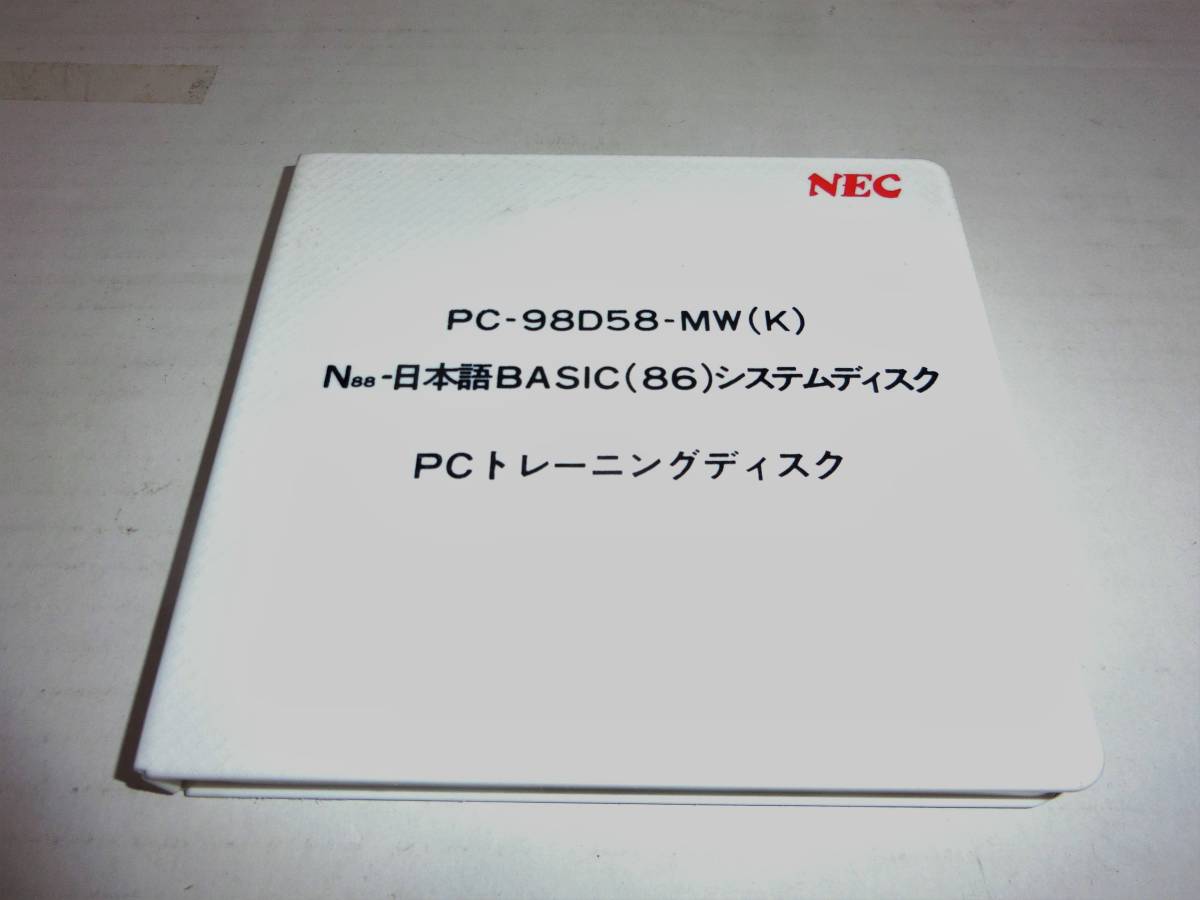 NEC
PC-98D58-MW(K)
N88-日本語BASIC(86)システムディスク
PCトレーニングディスク